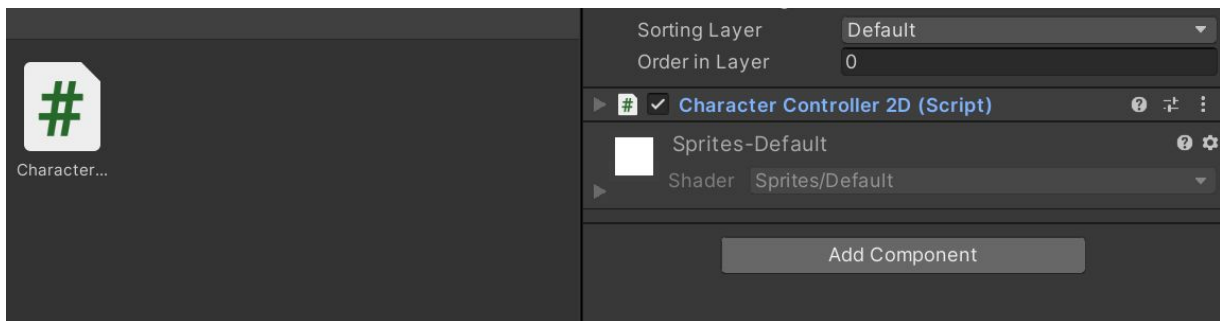 Sorting Layer Default
Order in Layer 0
# Character Controller 2D (Script)
Sprites-Default
Shader Sprites/Default
Add Component
#
Character...